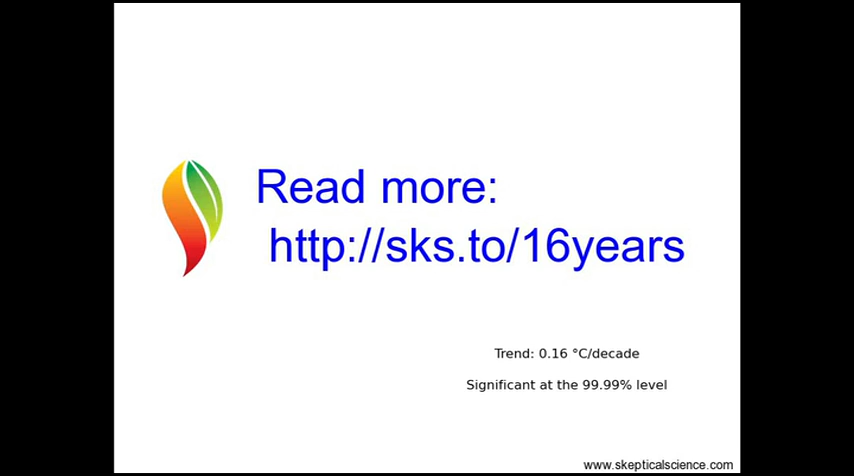 Read more:
http://sks.to/16years
Trend: 0.16 °C/decade
Significant at the 99.99% level
www.skepticalscience.com